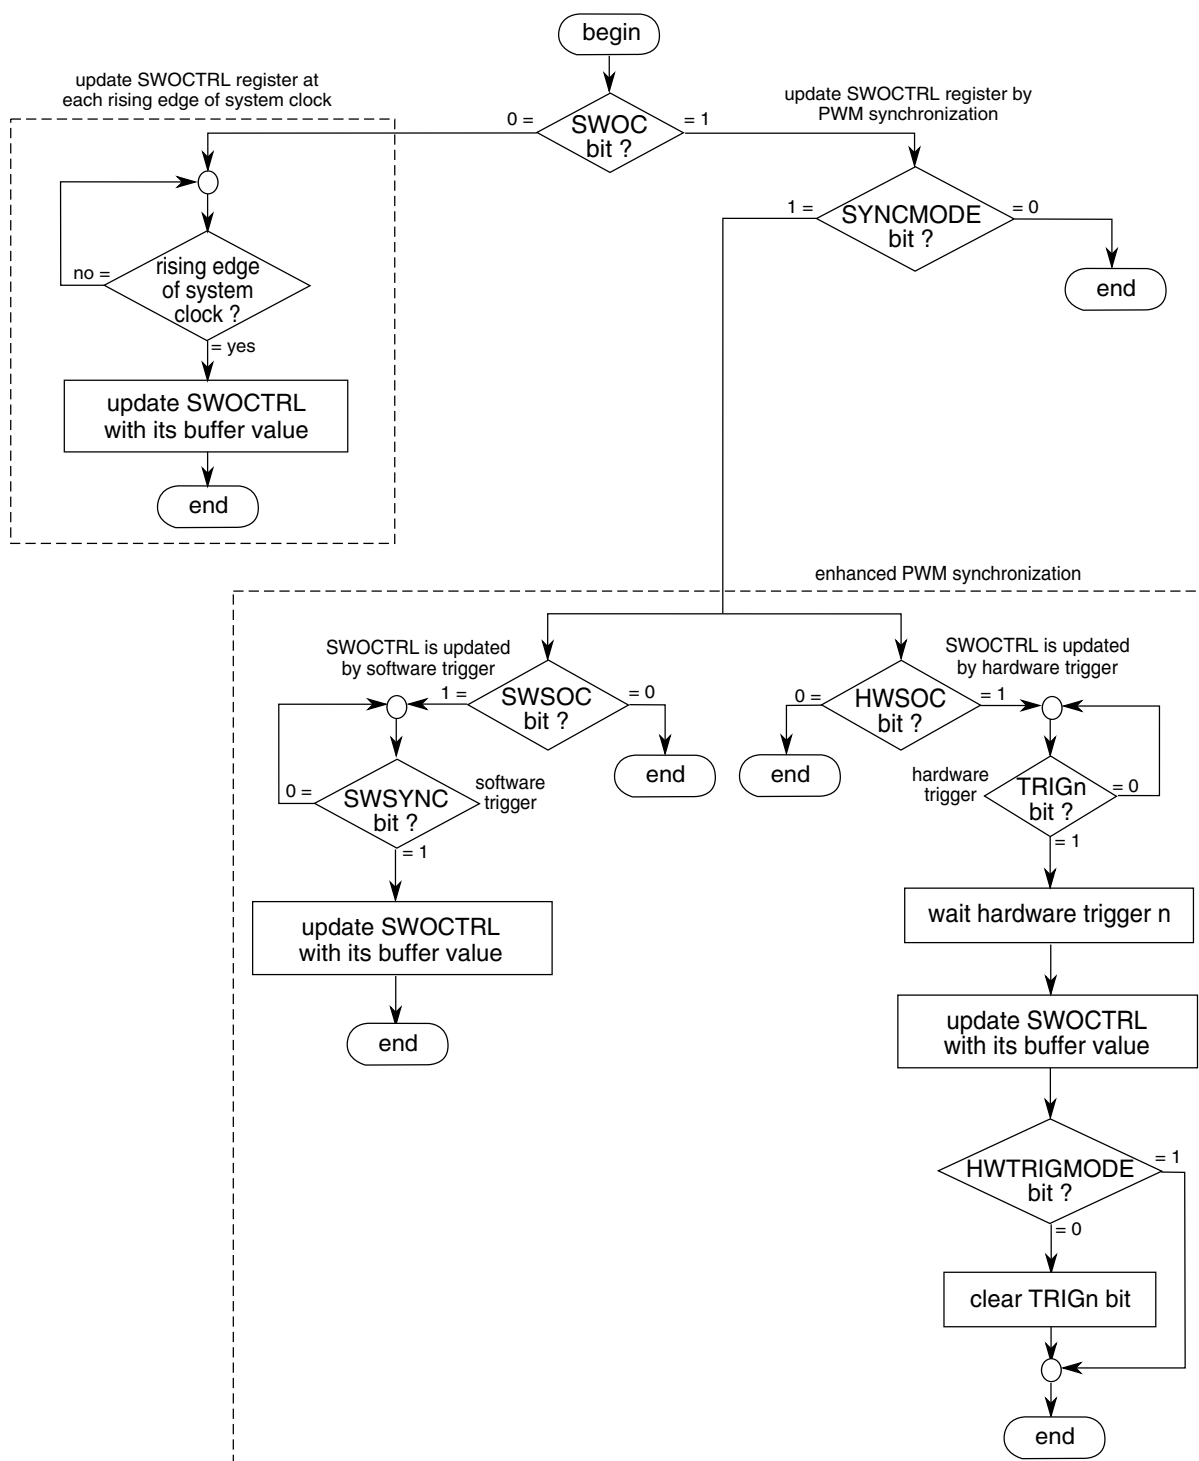 begin
update SWOCTRL register at
each rising edge of system clock
update SWOCTRL register by
PWM synchronization
0 =
SWOC
bit ?
= 1
1 =
SYNCMODE
bit ?
= 0
end
no =
rising edge
of system
clock ?
= yes
update SWOCTRL
with its buffer value
end
enhanced PWM synchronization
SWOCTRL is updated
by software trigger
SWOCTRL is updated
by hardware trigger
1 =
SWSOC
bit ?
= 0
end
0 =
HWSOC
bit ?
= 1
end
0 =
SWSYNC
bit ?
software
trigger
= 1
hardware
trigger
TRIGn
bit ?
= 0
= 1
update SWOCTRL
with its buffer value
end
wait hardware trigger n
update SWOCTRL
with its buffer value
HWTRIGMODE
bit ?
= 1
= 0
clear TRIGn bit
end